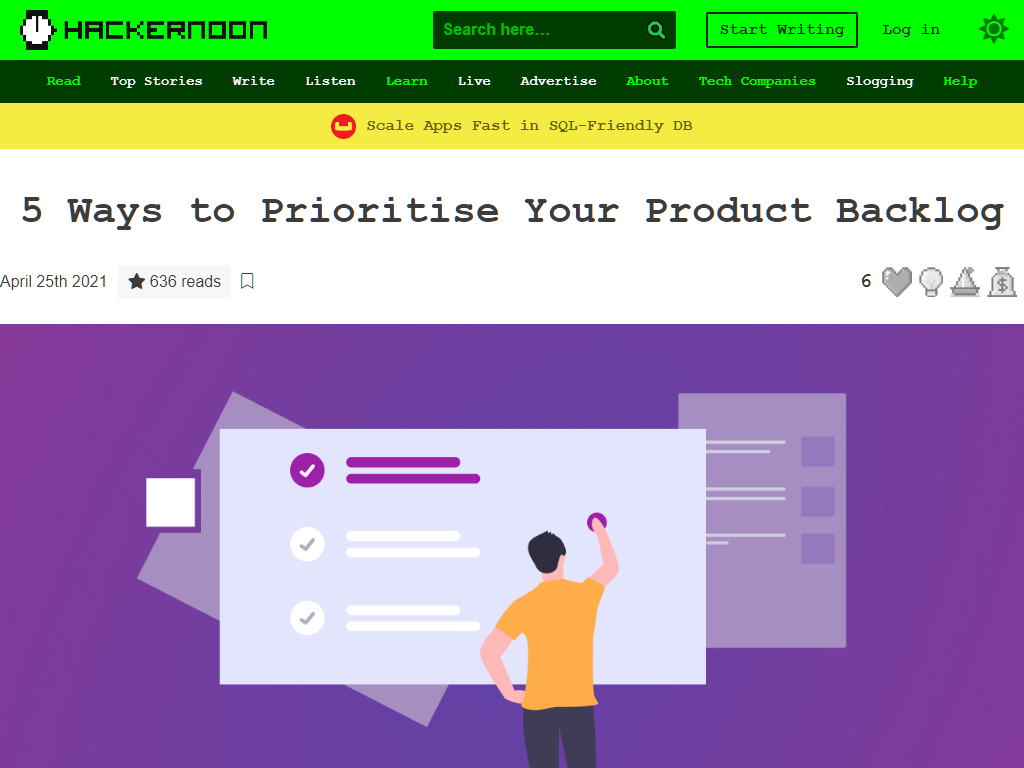 HACKERNOON
Search here...
Start Writing
Log in
Read Top Stories Write Listen Learn Live Advertise About Tech Companies Slogging Help
Scale Apps Fast in SQL-Friendly DB
5 Ways to Prioritise Your Product Backlog
April 25th 2021
636 reads
6
$